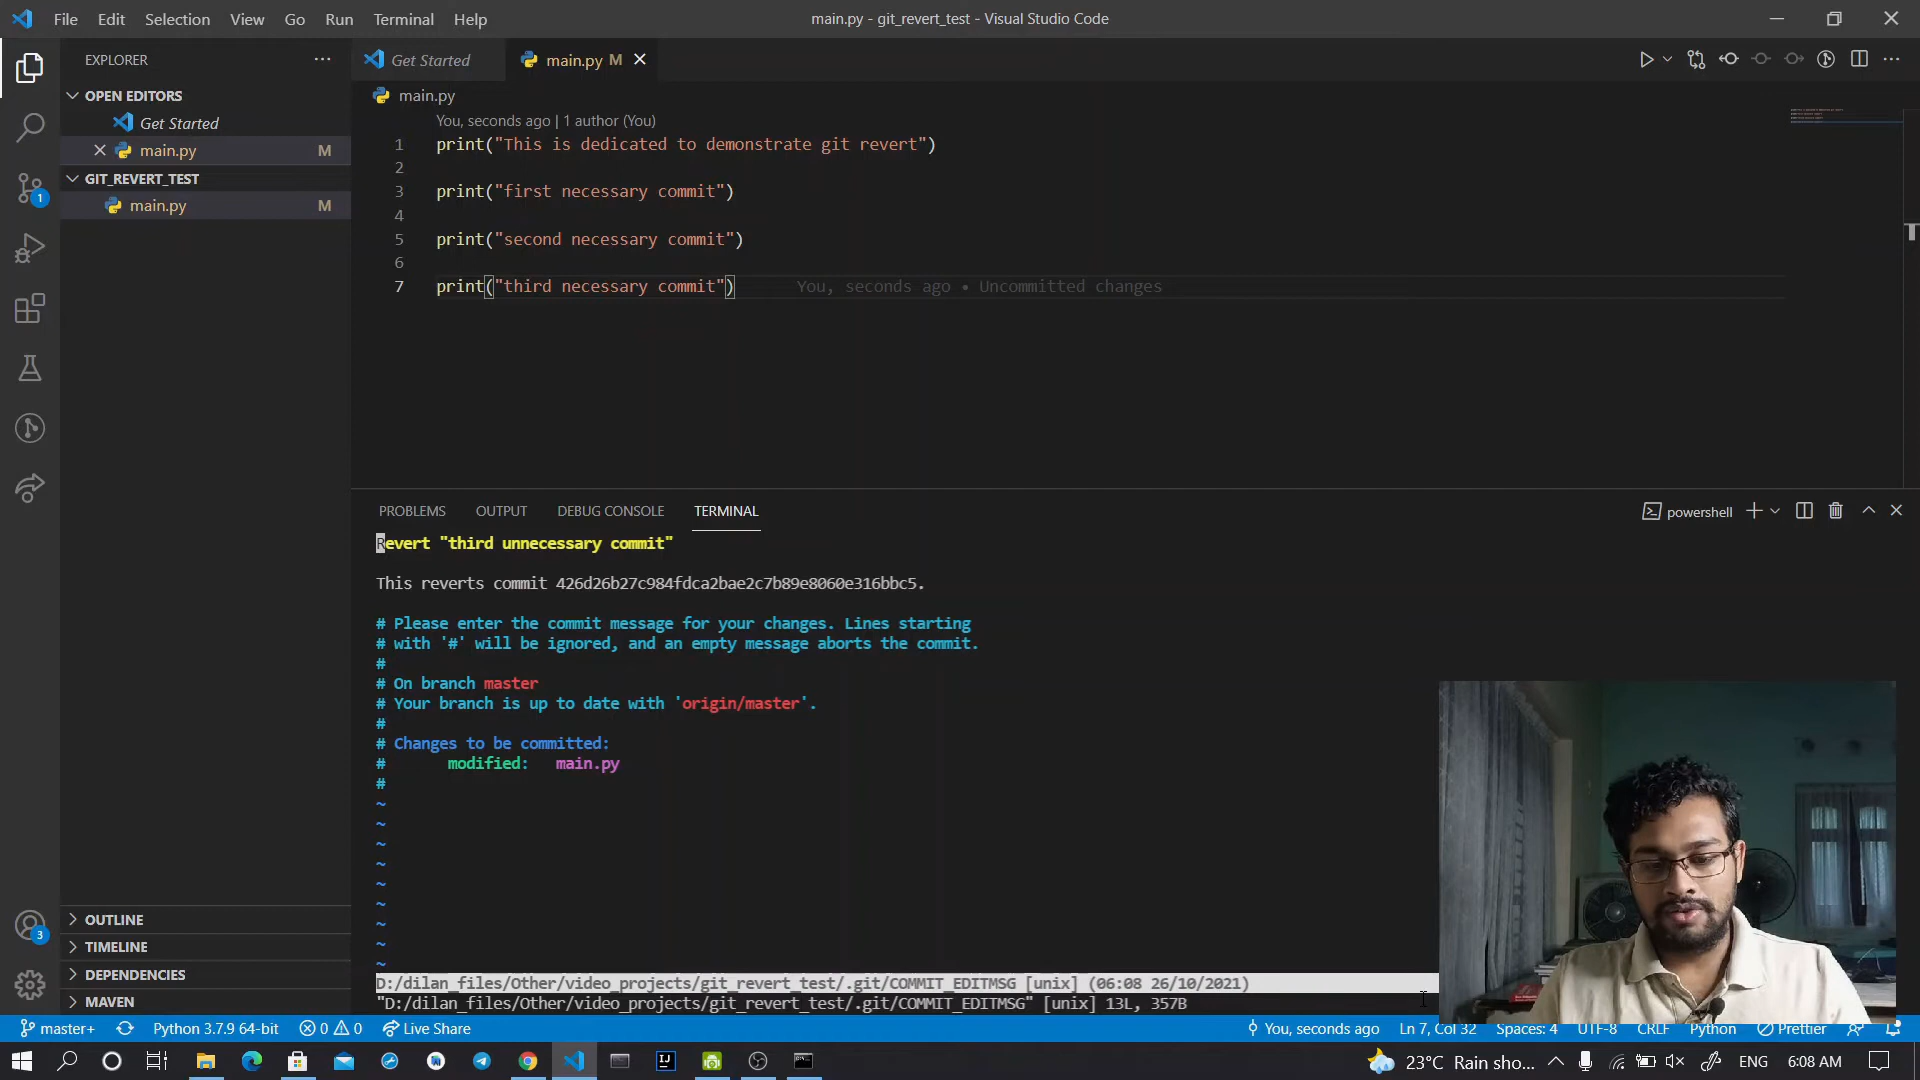 File Edit Selection View Go Run Terminal Help
main.py - git_revert_test - Visual Studio Code
EXPLORER
OPEN EDITORS
Get Started
main.py M
GIT_REVERT_TEST
main.py M
OUTLINE
TIMELINE
DEPENDENCIES
MAVEN
1
3
Get Started
main.py M
main.py
You, seconds ago | 1 author (You)
1 print("This is dedicated to demonstrate git revert")
2
3 print("first necessary commit")
4
5 print("second necessary commit")
6
7 print("third necessary commit") You, seconds ago • Uncommitted changes
PROBLEMS OUTPUT DEBUG CONSOLE TERMINAL
powershell
Revert "third unnecessary commit"
This reverts commit 426d26b27c984fdca2bae2c7b89e8060e316bbc5.
# Please enter the commit message for your changes. Lines starting
# with '#' will be ignored, and an empty message aborts the commit.
#
# On branch master
# Your branch is up to date with 'origin/master'.
#
# Changes to be committed:
# modified: main.py
#
~
~
~
~
~
~
~
~
~
D:/dilan_files/Other/video_projects/git_revert_test/.git/COMMIT_EDITMSG [unix] (06:08 26/10/2021)
"D:/dilan_files/Other/video_projects/git_revert_test/.git/COMMIT_EDITMSG" [unix] 13L, 357B
master+ Python 3.7.9 64-bit 0 0 Live Share You, seconds ago Ln 7, Col 32 Spaces: 4 UTF-8 CRLF Python Prettier
23°C Rain sho... ENG 6:08 AM